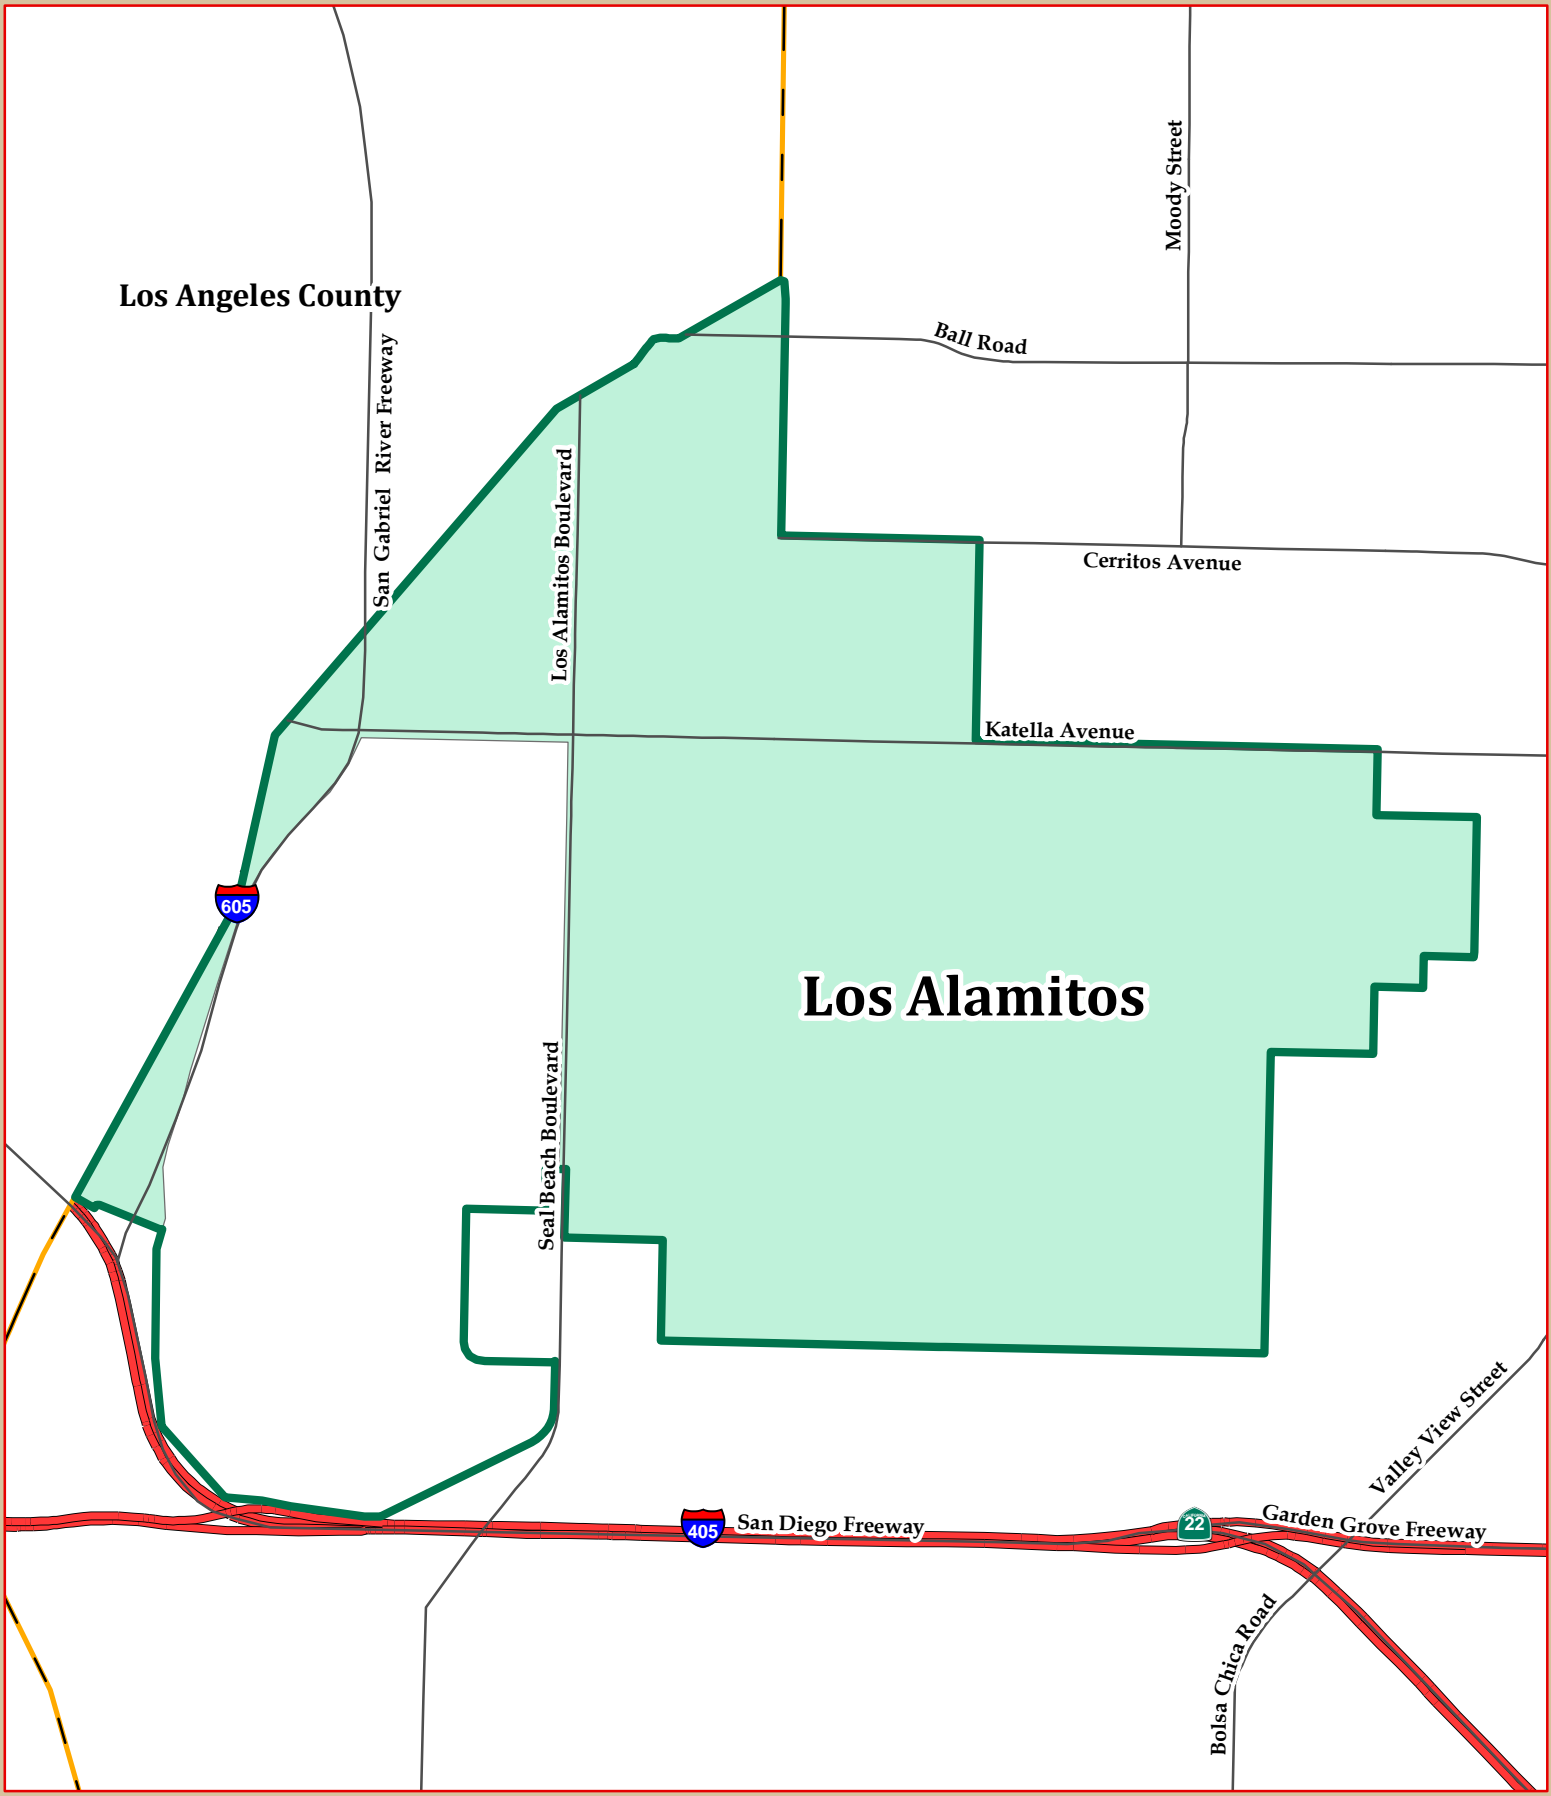 Moody Street
Los Angeles County
Ball Road
San Gabriel River Freeway
Los Alamitos Boulevard
Cerritos Avenue
Katella Avenue
605
Los Alamitos
Seal Beach Boulevard
Valley View Street
405
San Diego Freeway
22
Garden Grove Freeway
Bolsa Chica Road